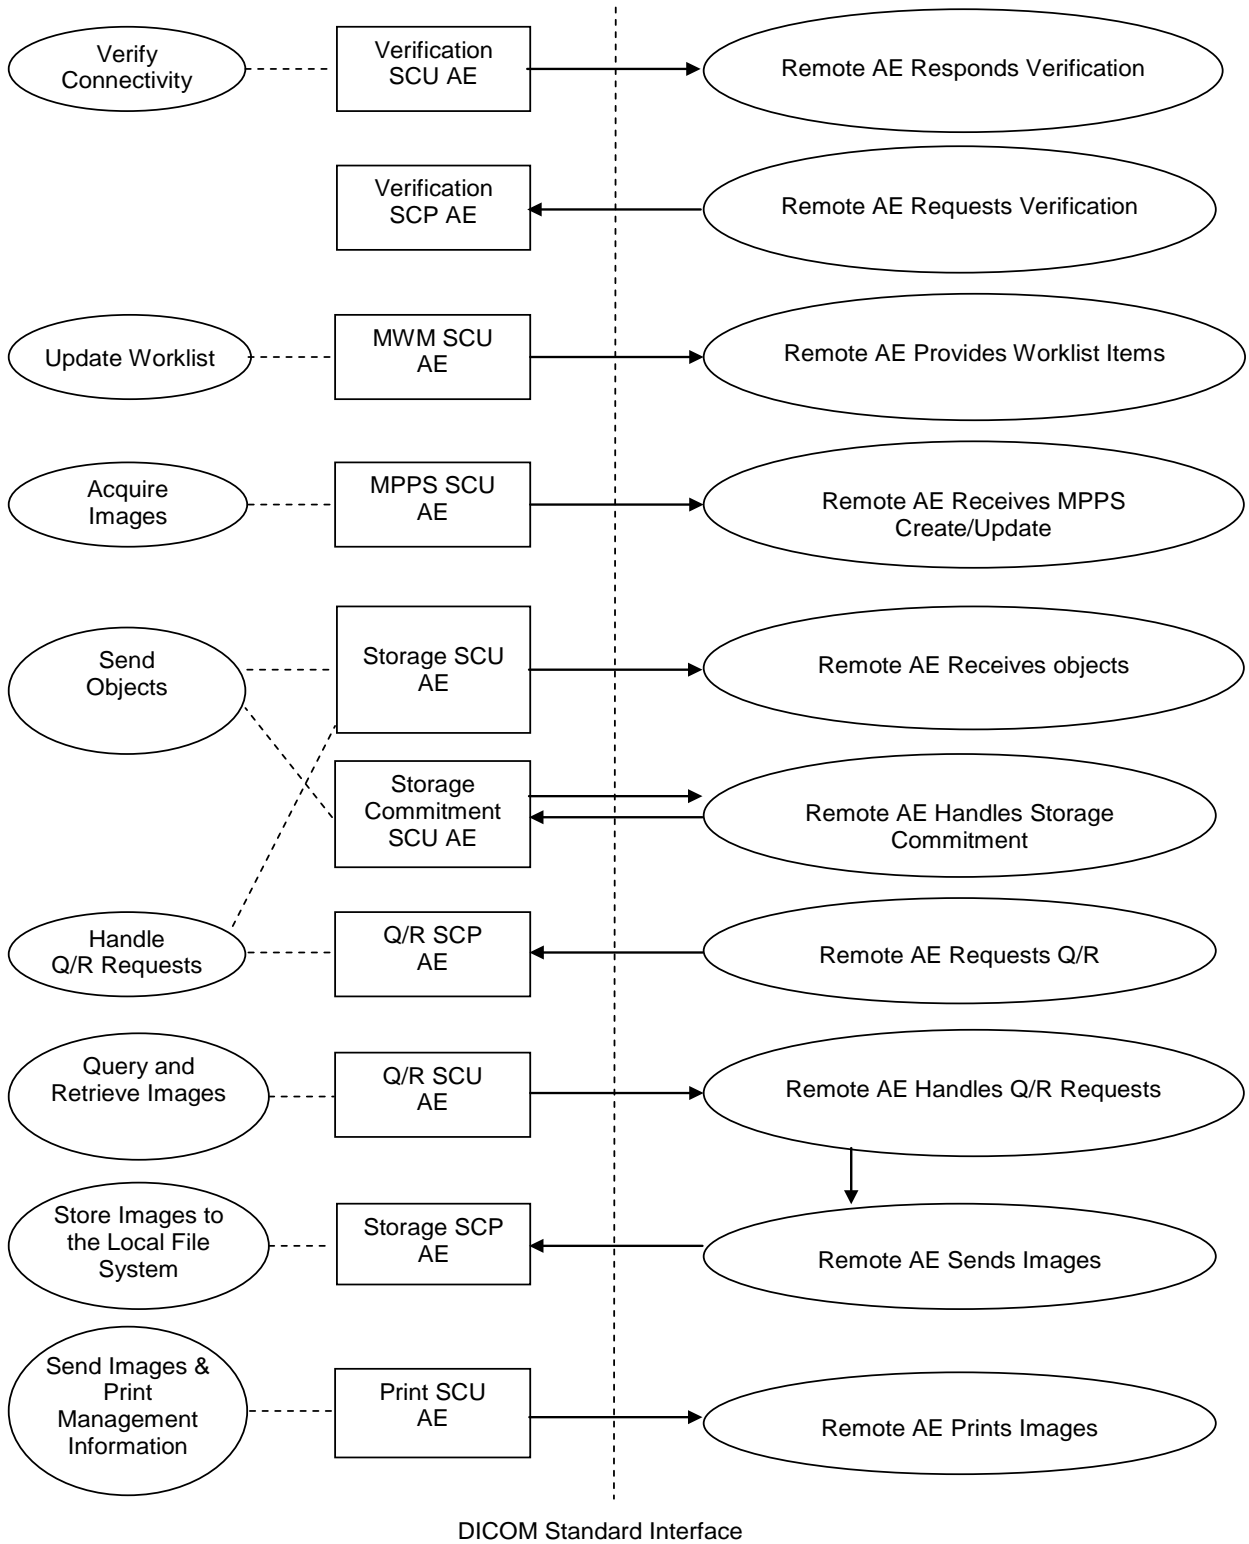 Verify
Connectivity
Verification
SCU AE
Remote AE Responds Verification
Verification
SCP AE
Remote AE Requests Verification
Update Worklist
MWM SCU
AE
Remote AE Provides Worklist Items
Acquire
Images
MPPS SCU
AE
Remote AE Receives MPPS
Create/Update
Send
Objects
Storage SCU
AE
Remote AE Receives objects
Storage
Commitment
SCU AE
Remote AE Handles Storage
Commitment
Handle
Q/R Requests
Q/R SCP
AE
Remote AE Requests Q/R
Query and
Retrieve Images
Q/R SCU
AE
Remote AE Handles Q/R Requests
Store Images to
the Local File
System
Storage SCP
AE
Remote AE Sends Images
Send Images &
Print
Management
Information
Print SCU
AE
Remote AE Prints Images
DICOM Standard Interface